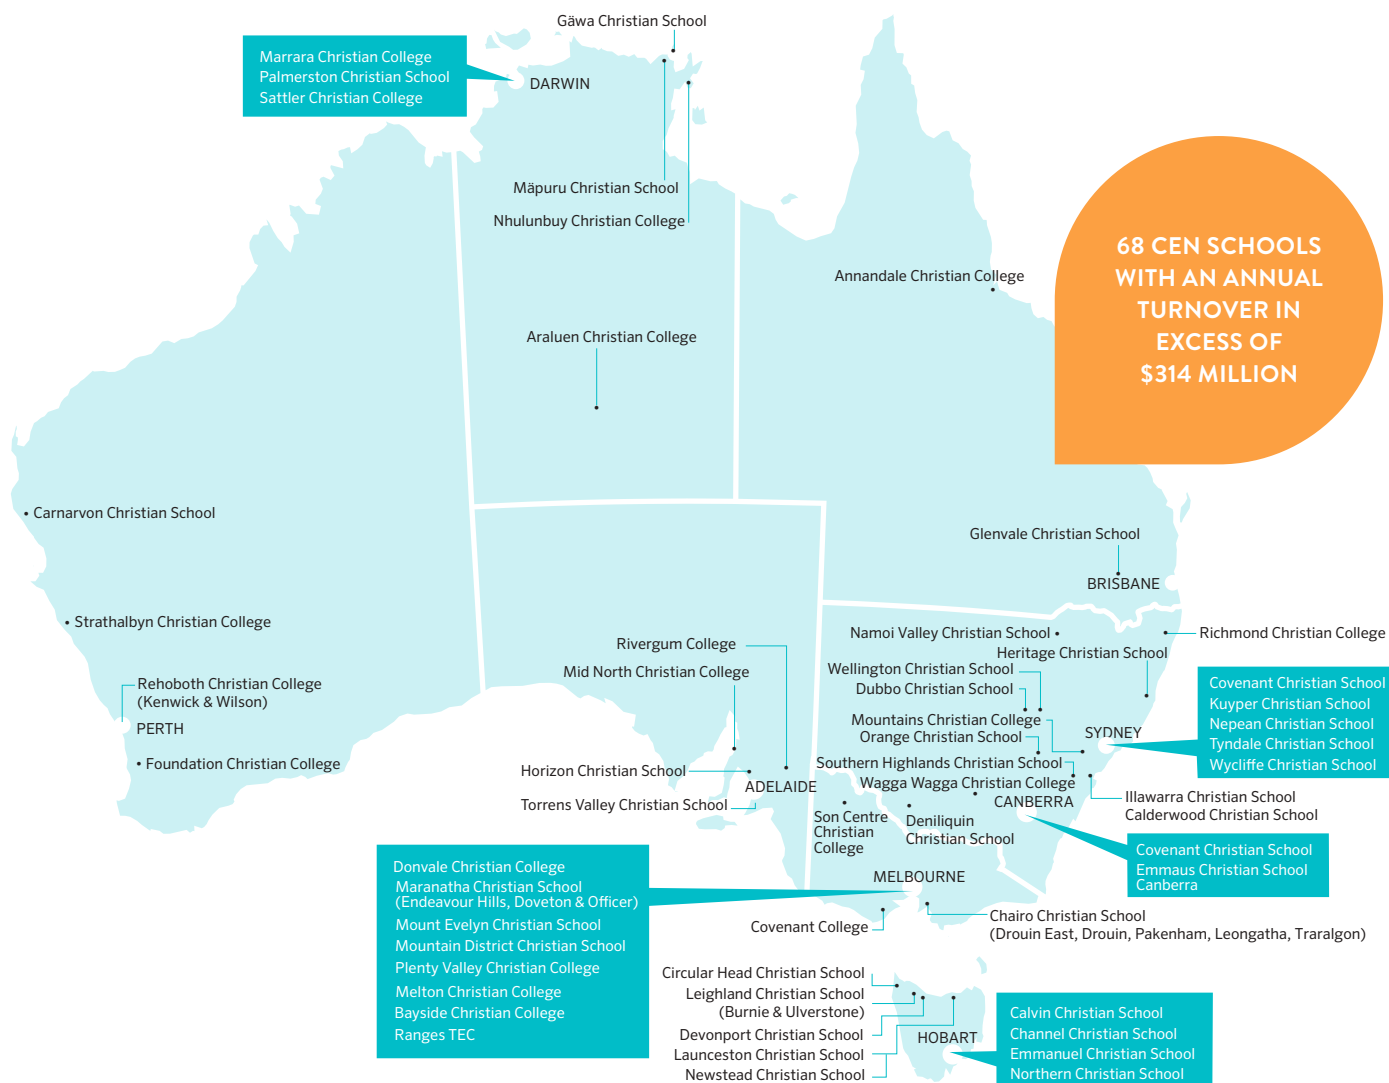 Gäwa Christian School
Marrara Christian College
Palmerston Christian School
Sattler Christian College
DARWIN
Mäpuru Christian School
Nhulunbuy Christian College
Annandale Christian College
Araluen Christian College
68 CEN SCHOOLS
WITH AN ANNUAL
TURNOVER IN
EXCESS OF
$314 MILLION
Carnarvon Christian School
Glenvale Christian School
BRISBANE
Strathalbyn Christian College
Namoi Valley Christian School
Richmond Christian College
Heritage Christian School
Rivergum College
Mid North Christian College
Wellington Christian School
Dubbo Christian School
Rehoboth Christian College
(Kenwick & Wilson)
PERTH
Foundation Christian College
Mountains Christian College
Orange Christian School
SYDNEY
Covenant Christian School
Kuyper Christian School
Nepean Christian School
Tyndale Christian School
Wycliffe Christian School
Southern Highlands Christian School
Wagga Wagga Christian College
CANBERRA
Horizon Christian School
ADELAIDE
Torrens Valley Christian School
Illawarra Christian School
Calderwood Christian School
Son Centre
Christian
College
Deniliquin
Christian School
Covenant Christian School
Emmaus Christian School
Canberra
Donvale Christian College
Maranatha Christian School
(Endeavour Hills, Doveton & Officer)
Mount Evelyn Christian School
Mountain District Christian School
Plenty Valley Christian College
Melton Christian College
Bayside Christian College
Ranges TEC
MELBOURNE
Covenant College
Chairo Christian School
(Drouin East, Drouin, Pakenham, Leongatha, Traralgon)
Circular Head Christian School
Leighland Christian School
(Burnie & Ulverstone)
Devonport Christian School
Launceston Christian School
Newstead Christian School
HOBART
Calvin Christian School
Channel Christian School
Emmanuel Christian School
Northern Christian School